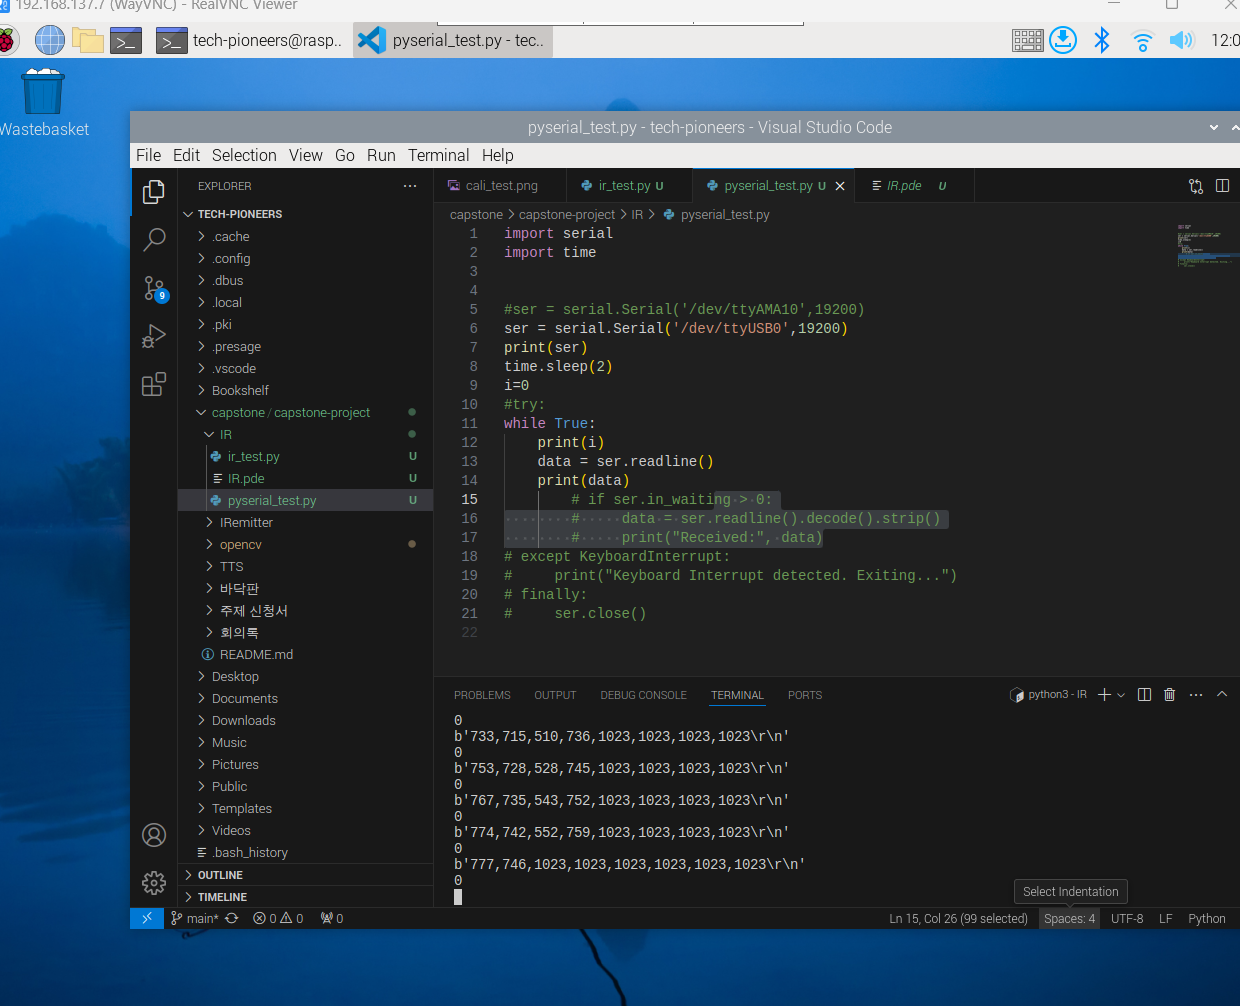 192.168.137.7 (WayVNC) - RealVNC Viewer
tech-pioneers@rasp..
pyserial_test.py - tec..
12:0
Wastebasket
pyserial_test.py - tech-pioneers - Visual Studio Code
File Edit Selection View Go Run Terminal Help
EXPLORER
TECH-PIONEERS
.cache
.config
.dbus
.local
.pki
.presage
.vscode
Bookshelf
capstone / capstone-project
IR
ir_test.py U
IR.pde U
pyserial_test.py U
IRemitter
opencv
TTS
바닥판
주제 신청서
회의록
README.md
Desktop
Documents
Downloads
Music
Pictures
Public
Templates
Videos
.bash_history
OUTLINE
TIMELINE
9
cali_test.png ir_test.py U pyserial_test.py U IR.pde U
capstone > capstone-project > IR > pyserial_test.py
1 import serial
2 import time
3
4
5 #ser = serial.Serial('/dev/ttyAMA10',19200)
6 ser = serial.Serial('/dev/ttyUSB0',19200)
7 print(ser)
8 time.sleep(2)
9 i=0
10 #try:
11 while True:
12     print(i)
13     data = ser.readline()
14     print(data)
15         # if ser.in_waiting > 0:
16         #     data = ser.readline().decode().strip()
17         #     print("Received:", data)
18 # except KeyboardInterrupt:
19 #     print("Keyboard Interrupt detected. Exiting...")
20 # finally:
21 #     ser.close()
22
PROBLEMS OUTPUT DEBUG CONSOLE TERMINAL PORTS
python3 - IR
0
b'733,715,510,736,1023,1023,1023,1023\r\n'
0
b'753,728,528,745,1023,1023,1023,1023\r\n'
0
b'767,735,543,752,1023,1023,1023,1023\r\n'
0
b'774,742,552,759,1023,1023,1023,1023\r\n'
0
b'777,746,1023,1023,1023,1023,1023,1023\r\n'
0
Select Indentation
main* 0 0 0
Ln 15, Col 26 (99 selected) Spaces: 4 UTF-8 LF Python